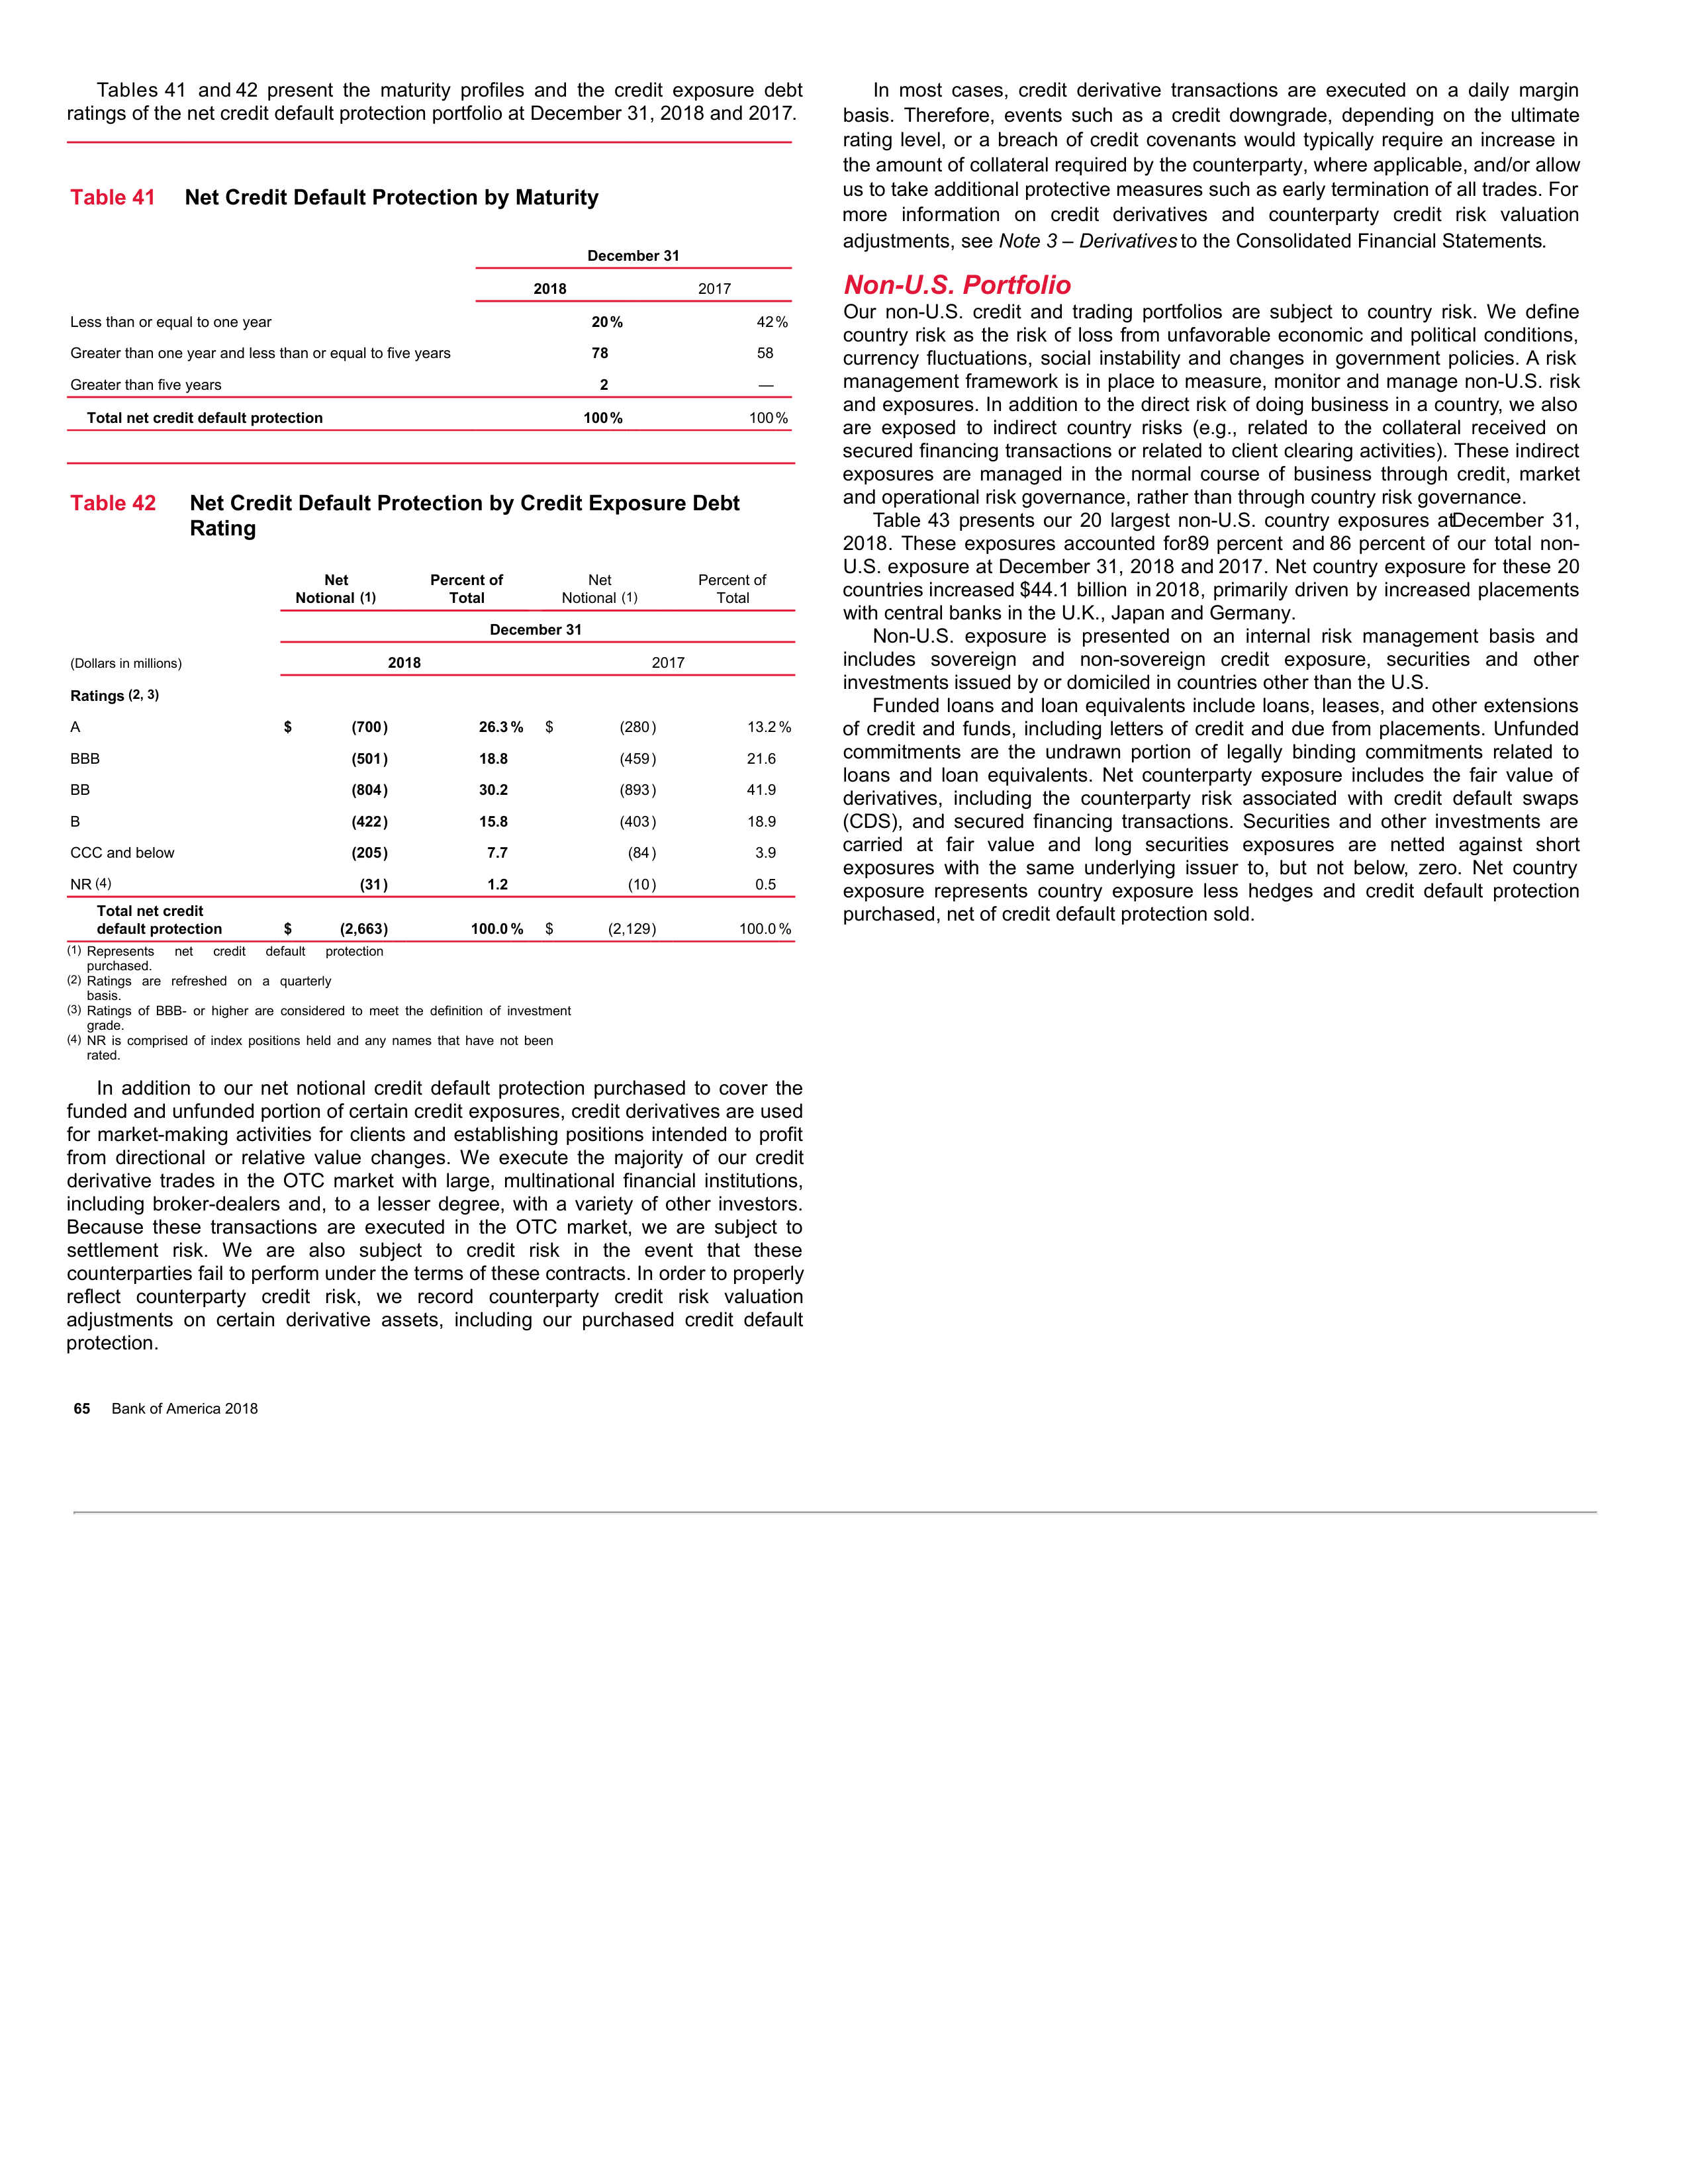 Tables 41 and 42 present the maturity profiles and the credit exposure debt
ratings of the net credit default protection portfolio at December 31, 2018 and 2017.
Table 41 Net Credit Default Protection by Maturity
December 31
2018 2017
Less than or equal to one year 20% 42%
Greater than one year and less than or equal to five years 78 58
Greater than five years 2 —
Total net credit default protection 100% 100%
Table 42 Net Credit Default Protection by Credit Exposure Debt
Rating
Net Percent of Net Percent of
Notional (1) Total Notional (1) Total
December 31
(Dollars in millions) 2018 2017
Ratings (2, 3)
A $ (700) 26.3% $ (280) 13.2%
BBB (501) 18.8 (459) 21.6
BB (804) 30.2 (893) 41.9
B (422) 15.8 (403) 18.9
CCC and below (205) 7.7 (84) 3.9
NR (4) (31) 1.2 (10) 0.5
Total net credit
default protection $ (2,663) 100.0% $ (2,129) 100.0%
(1) Represents net credit default protection
purchased.
(2) Ratings are refreshed on a quarterly
basis.
(3) Ratings of BBB- or higher are considered to meet the definition of investment
grade.
(4) NR is comprised of index positions held and any names that have not been
rated.
In addition to our net notional credit default protection purchased to cover the
funded and unfunded portion of certain credit exposures, credit derivatives are used
for market-making activities for clients and establishing positions intended to profit
from directional or relative value changes. We execute the majority of our credit
derivative trades in the OTC market with large, multinational financial institutions,
including broker-dealers and, to a lesser degree, with a variety of other investors.
Because these transactions are executed in the OTC market, we are subject to
settlement risk. We are also subject to credit risk in the event that these
counterparties fail to perform under the terms of these contracts. In order to properly
reflect counterparty credit risk, we record counterparty credit risk valuation
adjustments on certain derivative assets, including our purchased credit default
protection.
In most cases, credit derivative transactions are executed on a daily margin
basis. Therefore, events such as a credit downgrade, depending on the ultimate
rating level, or a breach of credit covenants would typically require an increase in
the amount of collateral required by the counterparty, where applicable, and/or allow
us to take additional protective measures such as early termination of all trades. For
more information on credit derivatives and counterparty credit risk valuation
adjustments, see Note 3 – Derivatives to the Consolidated Financial Statements.
Non-U.S. Portfolio
Our non-U.S. credit and trading portfolios are subject to country risk. We define
country risk as the risk of loss from unfavorable economic and political conditions,
currency fluctuations, social instability and changes in government policies. A risk
management framework is in place to measure, monitor and manage non-U.S. risk
and exposures. In addition to the direct risk of doing business in a country, we also
are exposed to indirect country risks (e.g., related to the collateral received on
secured financing transactions or related to client clearing activities). These indirect
exposures are managed in the normal course of business through credit, market
and operational risk governance, rather than through country risk governance.
Table 43 presents our 20 largest non-U.S. country exposures atDecember 31,
2018. These exposures accounted for89 percent and 86 percent of our total non-
U.S. exposure at December 31, 2018 and 2017. Net country exposure for these 20
countries increased $44.1 billion in 2018, primarily driven by increased placements
with central banks in the U.K., Japan and Germany.
Non-U.S. exposure is presented on an internal risk management basis and
includes sovereign and non-sovereign credit exposure, securities and other
investments issued by or domiciled in countries other than the U.S.
Funded loans and loan equivalents include loans, leases, and other extensions
of credit and funds, including letters of credit and due from placements. Unfunded
commitments are the undrawn portion of legally binding commitments related to
loans and loan equivalents. Net counterparty exposure includes the fair value of
derivatives, including the counterparty risk associated with credit default swaps
(CDS), and secured financing transactions. Securities and other investments are
carried at fair value and long securities exposures are netted against short
exposures with the same underlying issuer to, but not below, zero. Net country
exposure represents country exposure less hedges and credit default protection
purchased, net of credit default protection sold.
65 Bank of America 2018